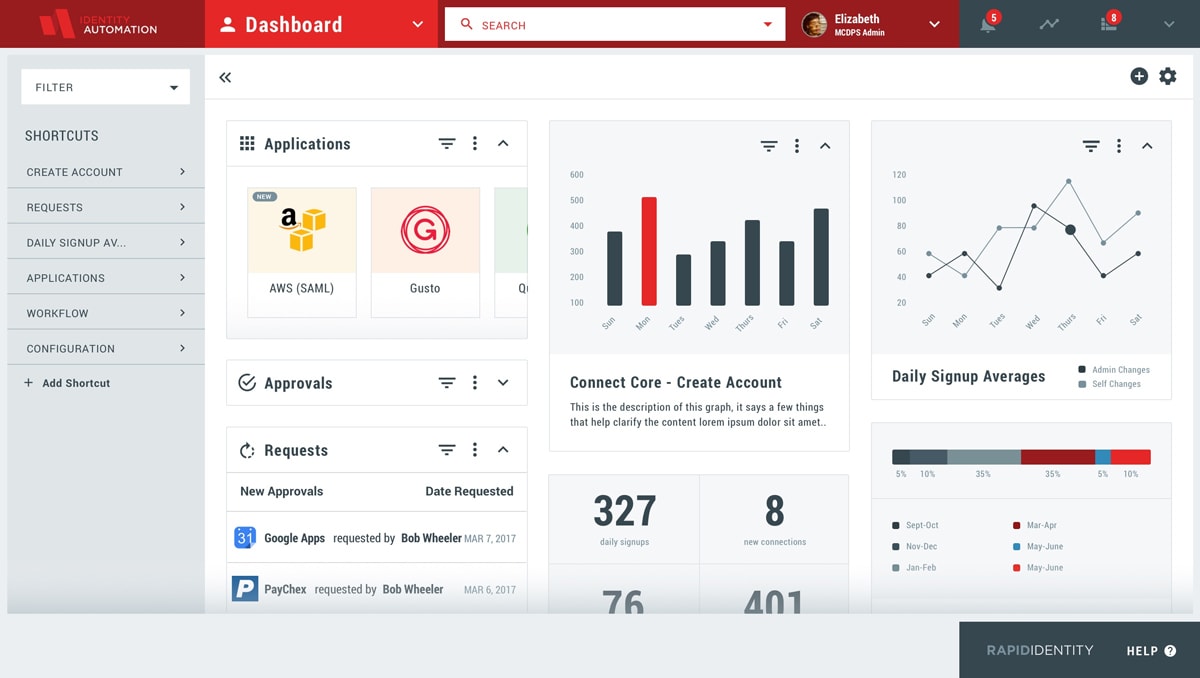 IDENTITY
AUTOMATION
Dashboard
SEARCH
Elizabeth
MCDPS Admin
5
8
FILTER
SHORTCUTS
CREATE ACCOUNT
REQUESTS
DAILY SIGNUP AV...
APPLICATIONS
WORKFLOW
CONFIGURATION
+ Add Shortcut
Applications
NEW
a
AWS (SAML)
G
Gusto
Approvals
Requests
New Approvals Date Requested
31 Google Apps requested by Bob Wheeler MAR 7, 2017
P PayChex requested by Bob Wheeler MAR 6, 2017
600
500
400
300
200
100
Sun Mon Tues Wed Thurs Fri Sat
Connect Core - Create Account
This is the description of this graph, it says a few things
that help clarify the content lorem ipsum dolor sit amet..
327
daily signups
8
new connections
76
401
120
100
80
60
40
20
Sun Mon Tues Wed Thurs Fri Sat
Daily Signup Averages
Admin Changes
Self Changes
5% 10% 35% 35% 5% 10%
Sept-Oct Mar-Apr
Nov-Dec May-June
Jan-Feb May-June
RAPIDIDENTITY
HELP ?